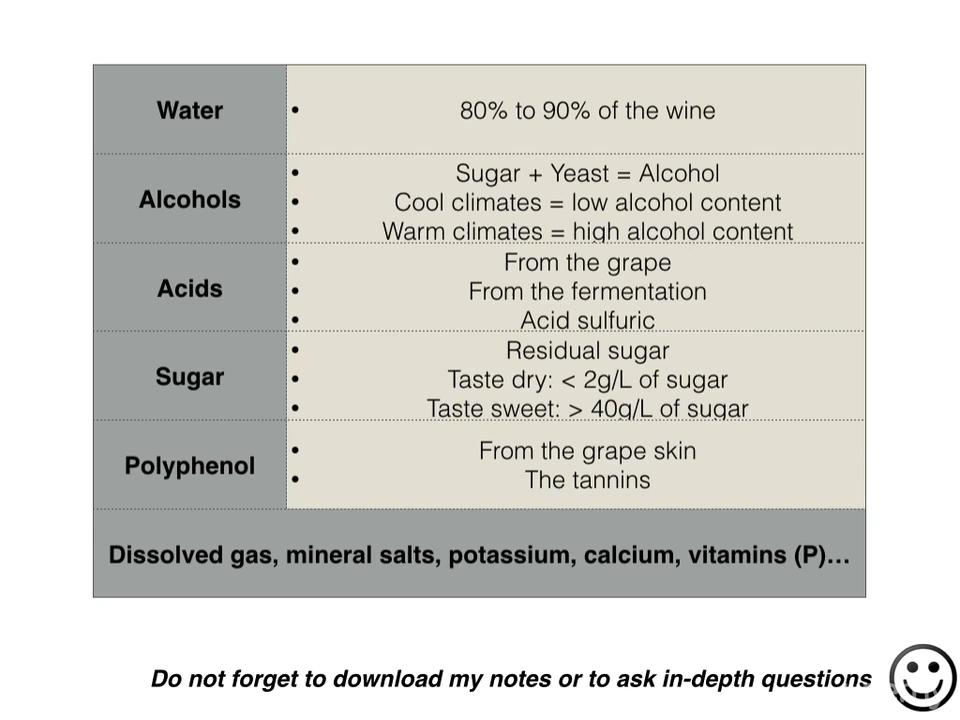 Water
• 80% to 90% of the wine
Alcohols
• Sugar + Yeast = Alcohol
• Cool climates = low alcohol content
• Warm climates = high alcohol content
Acids
• From the grape
• From the fermentation
• Acid sulfuric
Sugar
• Residual sugar
• Taste dry: < 2g/L of sugar
• Taste sweet: > 40g/L of sugar
Polyphenol
• From the grape skin
• The tannins
Dissolved gas, mineral salts, potassium, calcium, vitamins (P)…
Do not forget to download my notes or to ask in-depth questions